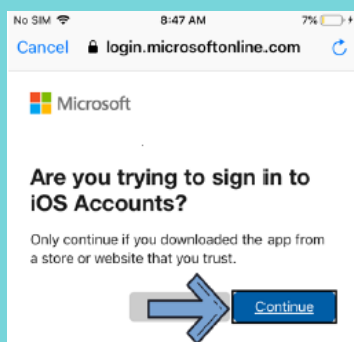 No SIM 8:47 AM 7%
Cancel login.microsoftonline.com
Microsoft
Are you trying to sign in to
iOS Accounts?
Only continue if you downloaded the app from
a store or website that you trust.
Continue